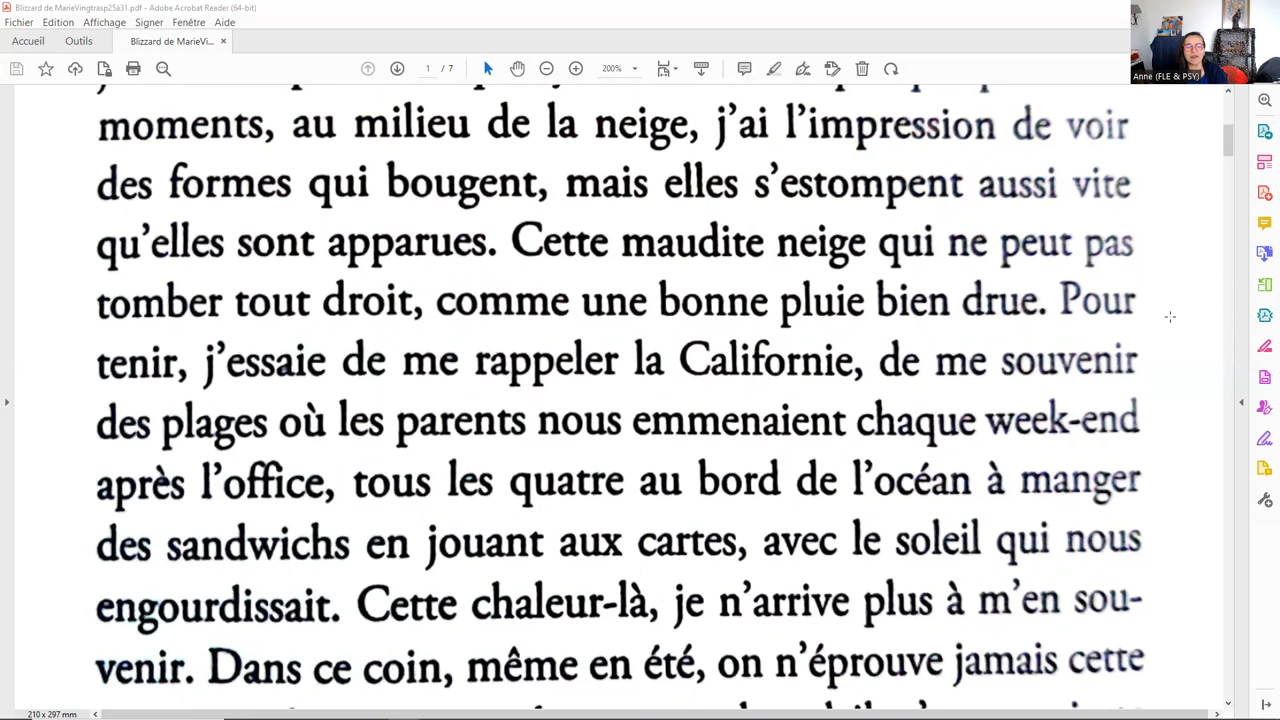 Blizzard de MarieVingtrasp25à31.pdf - Adobe Acrobat Reader (64-bit)
Fichier Edition Affichage Signer Fenêtre Aide
Accueil Outils Blizzard de MarieVi... ×
1 / 7 200%
Anne (FLE & PSY)
moments, au milieu de la neige, j’ai l’impression de voir
des formes qui bougent, mais elles s’estompent aussi vite
qu’elles sont apparues. Cette maudite neige qui ne peut pas
tomber tout droit, comme une bonne pluie bien drue. Pour
tenir, j’essaie de me rappeler la Californie, de me souvenir
des plages où les parents nous emmenaient chaque week-end
après l’office, tous les quatre au bord de l’océan à manger
des sandwichs en jouant aux cartes, avec le soleil qui nous
engourdissait. Cette chaleur-là, je n’arrive plus à m’en sou-
venir. Dans ce coin, même en été, on n’éprouve jamais cette
210 x 297 mm